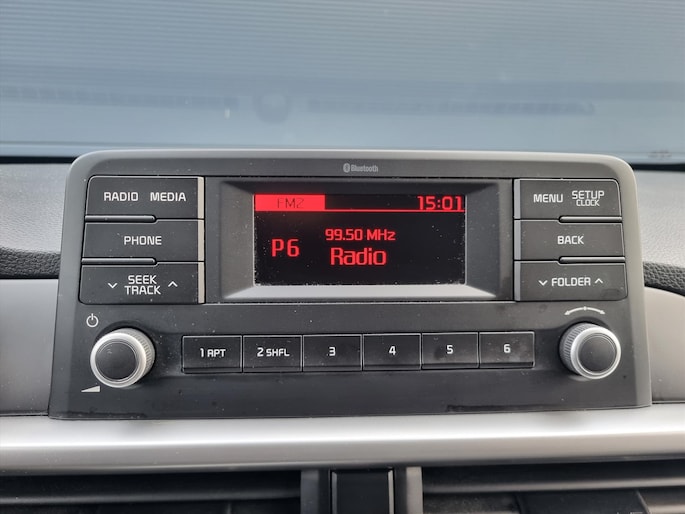 Bluetooth
RADIO MEDIA
PHONE
SEEK
TRACK
FM2 15:01
99.50 MHz
P6
Radio
MENU SETUP
CLOCK
BACK
FOLDER
1 RPT 2 SHFL 3 4 5 6